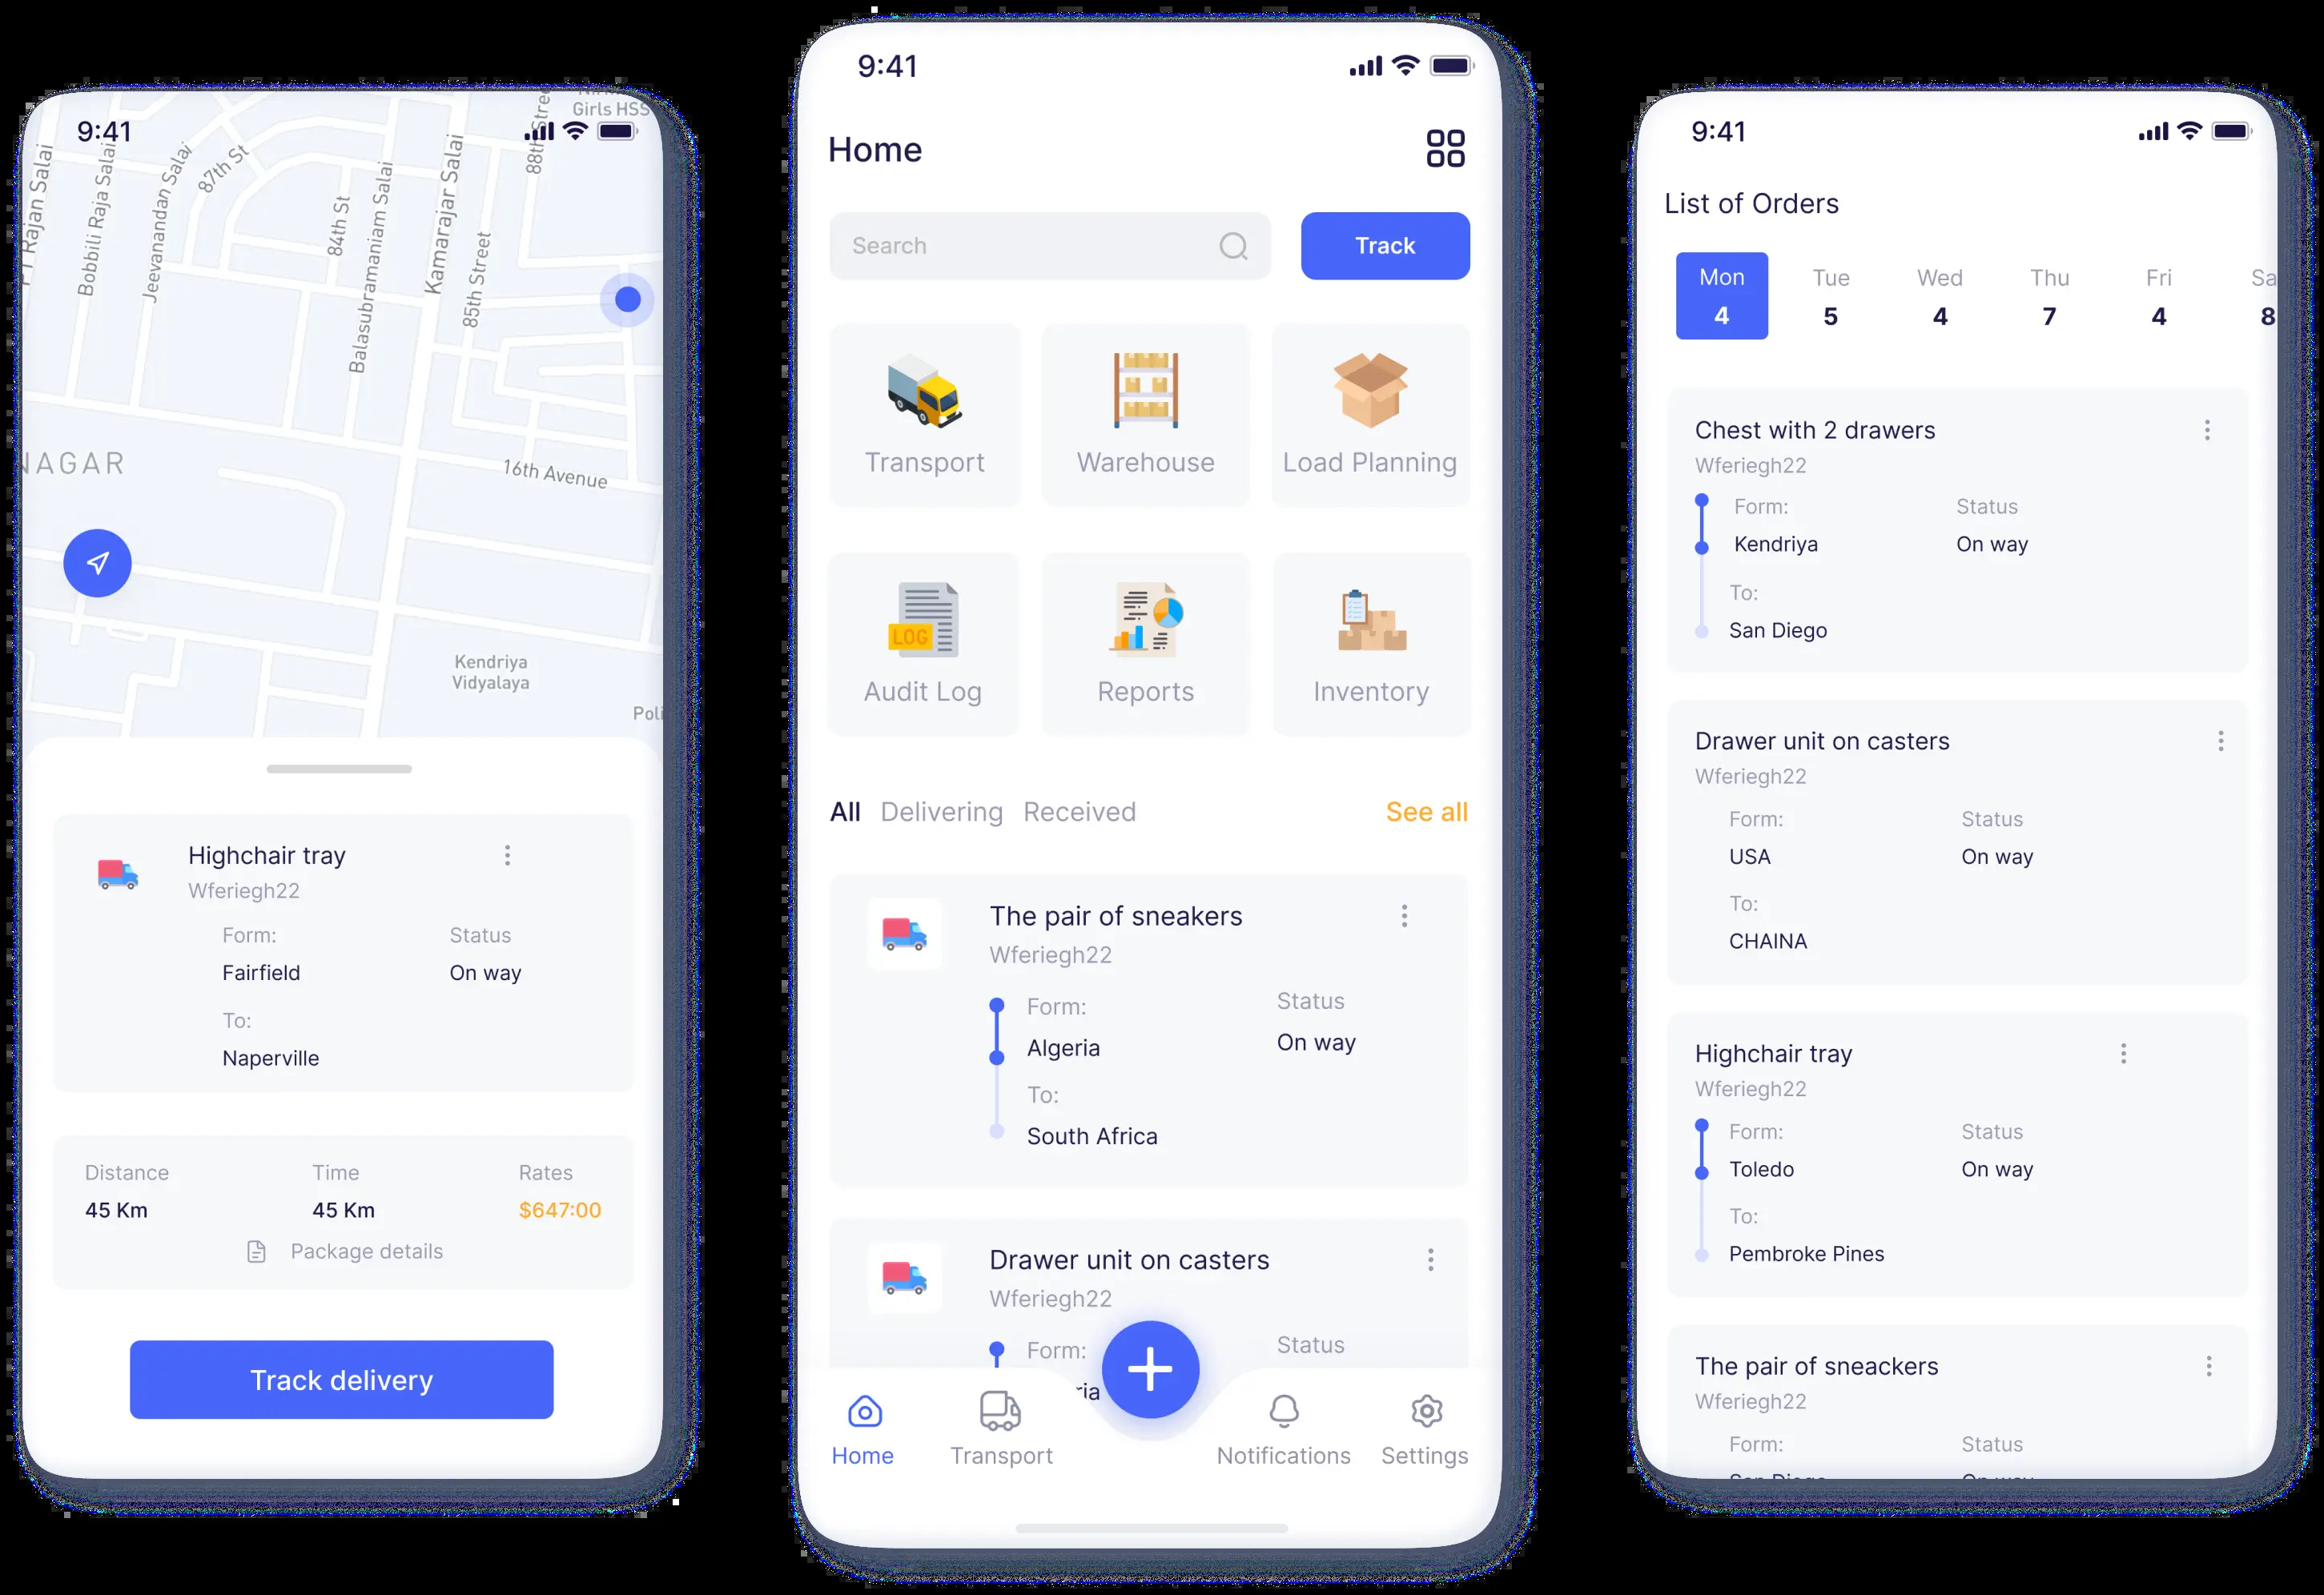 Girls HSS
9:41
88th Stree
PT Rajan Salai
Bobbili Raja Salai
Jeevanandan Salai
87th St
84th St
Balasubramaniam Salai
Kamarajar Salai
85th Street
NAGAR
16th Avenue
Kendriya
Vidyalaya
Poli
Highchair tray
Wferiegh22
Form:
Status
Fairfield
On way
To:
Naperville
Distance
Time
Rates
45 Km
45 Km
$647:00
Package details
Track delivery
9:41
Home
Search
Track
Transport
Warehouse
Load Planning
LOG
Audit Log
Reports
Inventory
All
Delivering
Received
See all
The pair of sneakers
Wferiegh22
Form:
Status
Algeria
On way
To:
South Africa
Drawer unit on casters
Wferiegh22
Form:
Status
ria
Home
Transport
Notifications
Settings
9:41
List of Orders
Mon
Tue
Wed
Thu
Fri
Sa
4
5
4
7
4
8
Chest with 2 drawers
Wferiegh22
Form:
Status
Kendriya
On way
To:
San Diego
Drawer unit on casters
Wferiegh22
Form:
Status
USA
On way
To:
CHAINA
Highchair tray
Wferiegh22
Form:
Status
Toledo
On way
To:
Pembroke Pines
The pair of sneackers
Wferiegh22
Form:
Status
San Diego
On way